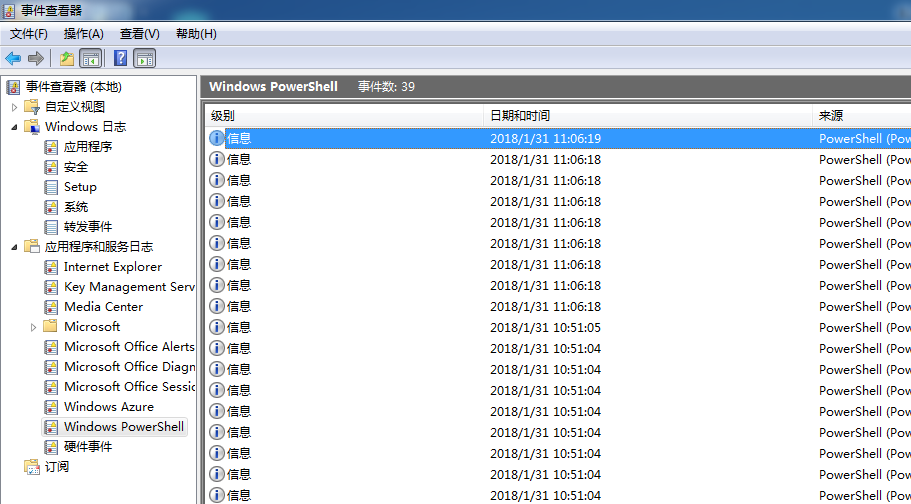 事件查看器
文件(F) 操作(A) 查看(V) 帮助(H)
事件查看器 (本地)
自定义视图
Windows 日志
应用程序
安全
Setup
系统
转发事件
应用程序和服务日志
Internet Explorer
Key Management Serv
Media Center
Microsoft
Microsoft Office Alerts
Microsoft Office Diagn
Microsoft Office Sessic
Windows Azure
Windows PowerShell
硬件事件
订阅
Windows PowerShell 事件数: 39
级别 日期和时间 来源
信息 2018/1/31 11:06:19 PowerShell (Pow
信息 2018/1/31 11:06:18 PowerShell (Pow
信息 2018/1/31 11:06:18 PowerShell (Pow
信息 2018/1/31 11:06:18 PowerShell (Pow
信息 2018/1/31 11:06:18 PowerShell (Pow
信息 2018/1/31 11:06:18 PowerShell (Pow
信息 2018/1/31 11:06:18 PowerShell (Pow
信息 2018/1/31 11:06:18 PowerShell (Pow
信息 2018/1/31 11:06:18 PowerShell (Pow
信息 2018/1/31 10:51:05 PowerShell (Pow
信息 2018/1/31 10:51:04 PowerShell (Pow
信息 2018/1/31 10:51:04 PowerShell (Pow
信息 2018/1/31 10:51:04 PowerShell (Pow
信息 2018/1/31 10:51:04 PowerShell (Pow
信息 2018/1/31 10:51:04 PowerShell (Pow
信息 2018/1/31 10:51:04 PowerShell (Pow
信息 2018/1/31 10:51:04 PowerShell (Pow
信息 2018/1/31 10:51:04 PowerShell (Pow